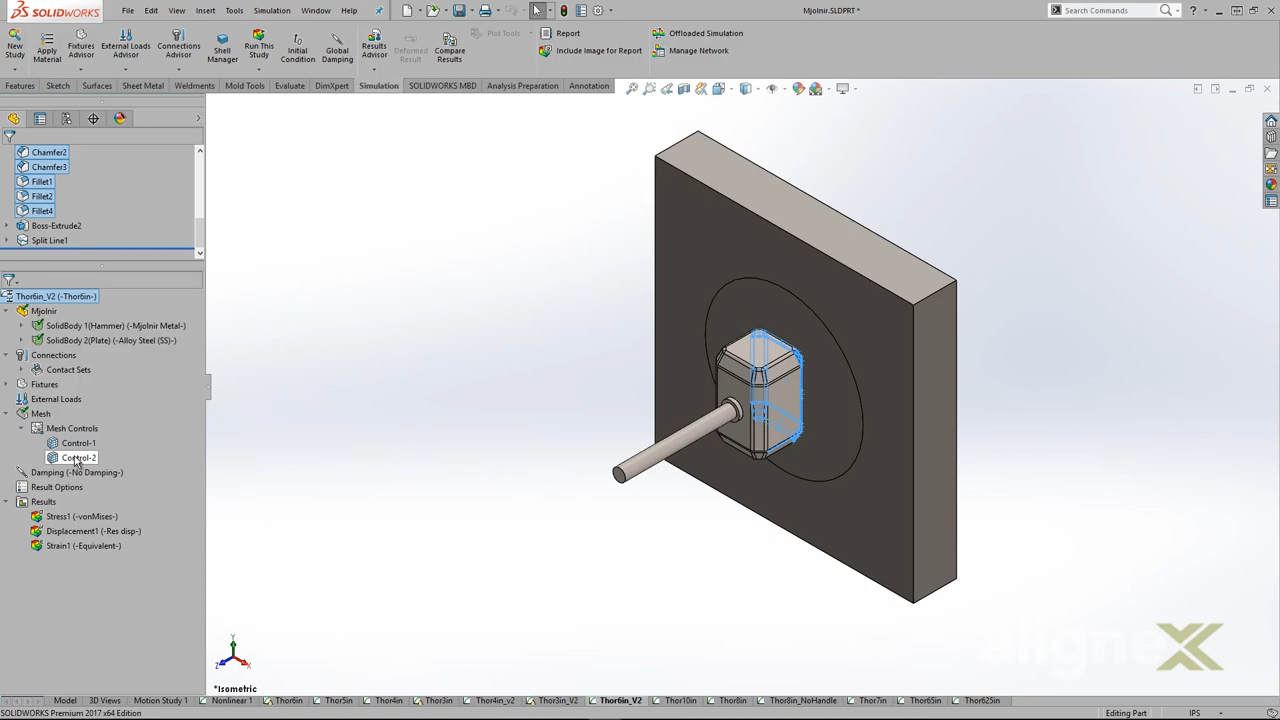 SOLIDWORKS
File Edit View Insert Tools Simulation Window Help
Mjolnir.SLDPRT *
Search Commands
New Study
Apply Material
Fixtures Advisor
External Loads Advisor
Connections Advisor
Shell Manager
Run This Study
Initial Condition
Global Damping
Results Advisor
Deformed Result
Compare Results
Plot Tools
Report
Include Image for Report
Offloaded Simulation
Manage Network
Features Sketch Surfaces Sheet Metal Weldments Mold Tools Evaluate DimXpert Simulation SOLIDWORKS MBD Analysis Preparation Annotation
Chamfer2
Chamfer3
Fillet1
Fillet2
Fillet4
Boss-Extrude2
Split Line1
Thor6in_V2 (-Thor6in-)
Mjolnir
SolidBody 1(Hammer) (-Mjolnir Metal-)
SolidBody 2(Plate) (-Alloy Steel (SS)-)
Connections
Contact Sets
Fixtures
External Loads
Mesh
Mesh Controls
Control-1
Control-2
Damping (-No Damping-)
Result Options
Results
Stress1 (-vonMises-)
Displacement1 (-Res disp-)
Strain1 (-Equivalent-)
Y
Z X
*Isometric
alignex
Model 3D Views Motion Study 1 Nonlinear 1 Thor6in Thor5in Thor4in Thor3in Thor4in_v2 Thor3in_V2 Thor6in_V2 Thor10in Thor8in Thor8in_NoHandle Thor7in Thor65in Thor625in
SOLIDWORKS Premium 2017 x64 Edition
Editing Part
IPS